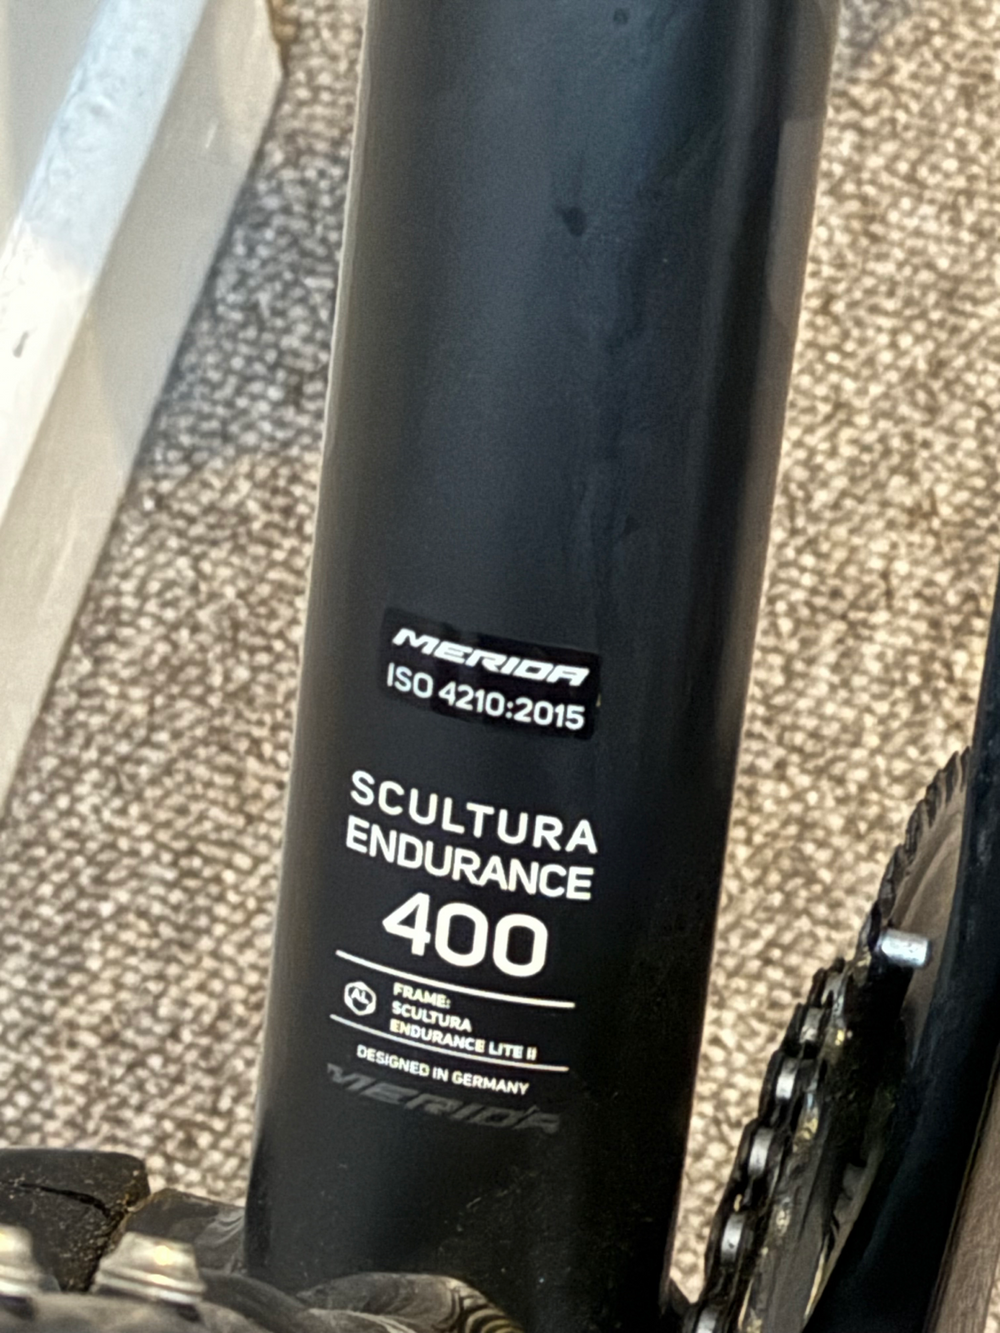 MERIDA
ISO 4210:2015
SCULTURA
ENDURANCE
400
AL
FRAME:
SCULTURA
ENDURANCE LITE II
DESIGNED IN GERMANY
MERIDA